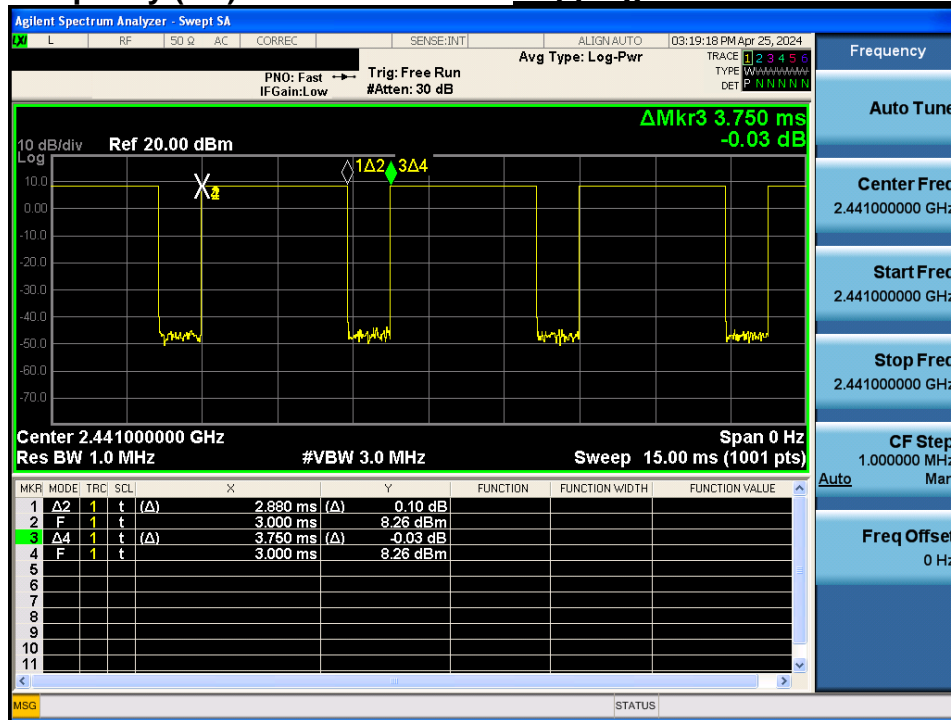 Agilent Spectrum Analyzer - Swept SA
LXI L RF 50 Ω AC CORREC SENSE:INT ALIGN AUTO 03:19:18 PM Apr 25, 2024
Frequency
Avg Type: Log-Pwr
TRACE 1 2 3 4 5 6
PNO: Fast Trig: Free Run
TYPE WWWWWW
IFGain:Low #Atten: 30 dB
DET P N N N N N
Auto Tune
ΔMkr3 3.750 ms
-0.03 dB
10 dB/div Ref 20.00 dBm
Log
1Δ2 3Δ4
10.0
0.00
-10.0
-20.0
-30.0
-40.0
-50.0
-60.0
-70.0
Center Freq
2.441000000 GHz
Start Freq
2.441000000 GHz
Stop Freq
2.441000000 GHz
Center 2.441000000 GHz Span 0 Hz
Res BW 1.0 MHz #VBW 3.0 MHz Sweep 15.00 ms (1001 pts)
CF Step
1.000000 MHz
Auto Man
MKR MODE TRC SCL X Y FUNCTION FUNCTION WIDTH FUNCTION VALUE
1 Δ2 1 t (Δ) 2.880 ms (Δ) 0.10 dB
2 F 1 t 3.000 ms 8.26 dBm
3 Δ4 1 t (Δ) 3.750 ms (Δ) -0.03 dB
4 F 1 t 3.000 ms 8.26 dBm
5
6
7
8
9
10
11
Freq Offset
0 Hz
MSG STATUS